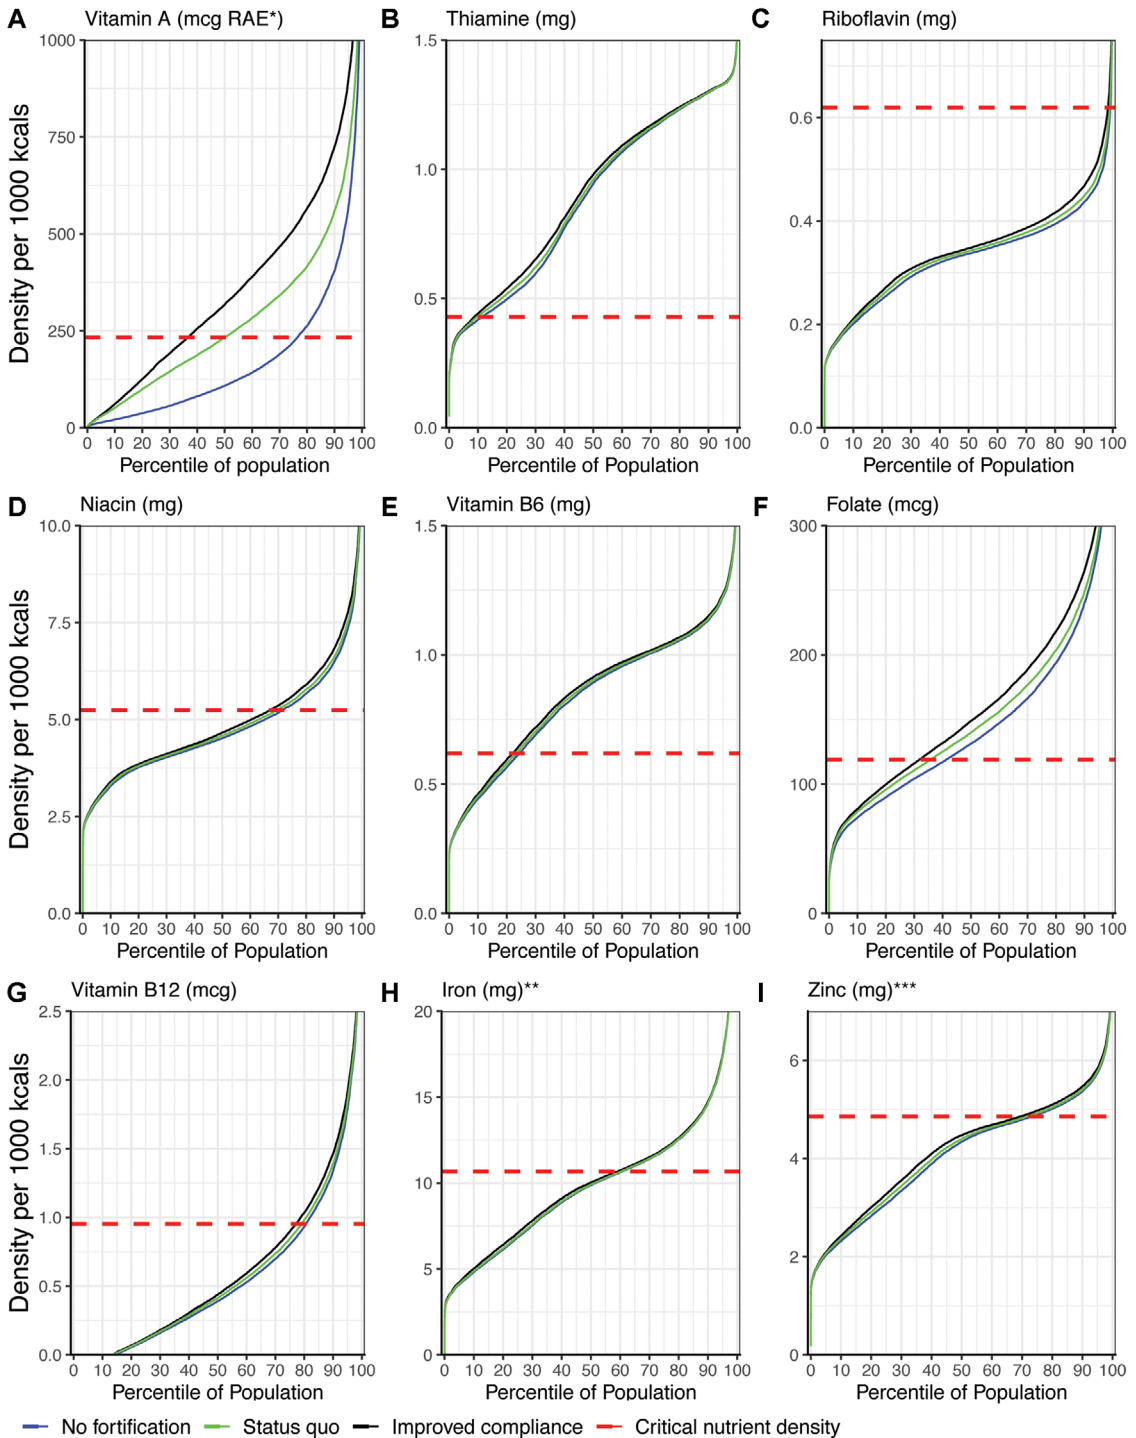 A Vitamin A (mcg RAE*)
B Thiamine (mg)
C Riboflavin (mg)
Density per 1000 kcals
1000
750
500
250
0
0 10 20 30 40 50 60 70 80 90 100
Percentile of population
1.5
1.0
0.5
0.0
0 10 20 30 40 50 60 70 80 90 100
Percentile of Population
0.6
0.4
0.2
0.0
0 10 20 30 40 50 60 70 80 90 100
Percentile of Population
D Niacin (mg)
E Vitamin B6 (mg)
F Folate (mcg)
Density per 1000 kcals
10.0
7.5
5.0
2.5
0.0
0 10 20 30 40 50 60 70 80 90 100
Percentile of Population
1.5
1.0
0.5
0.0
0 10 20 30 40 50 60 70 80 90 100
Percentile of Population
300
200
100
0
0 10 20 30 40 50 60 70 80 90 100
Percentile of Population
G Vitamin B12 (mcg)
H Iron (mg)**
I Zinc (mg)***
Density per 1000 kcals
2.5
2.0
1.5
1.0
0.5
0.0
0 10 20 30 40 50 60 70 80 90 100
Percentile of Population
20
15
10
5
0
0 10 20 30 40 50 60 70 80 90 100
Percentile of Population
6
4
2
0
0 10 20 30 40 50 60 70 80 90 100
Percentile of Population
No fortification Status quo Improved compliance Critical nutrient density